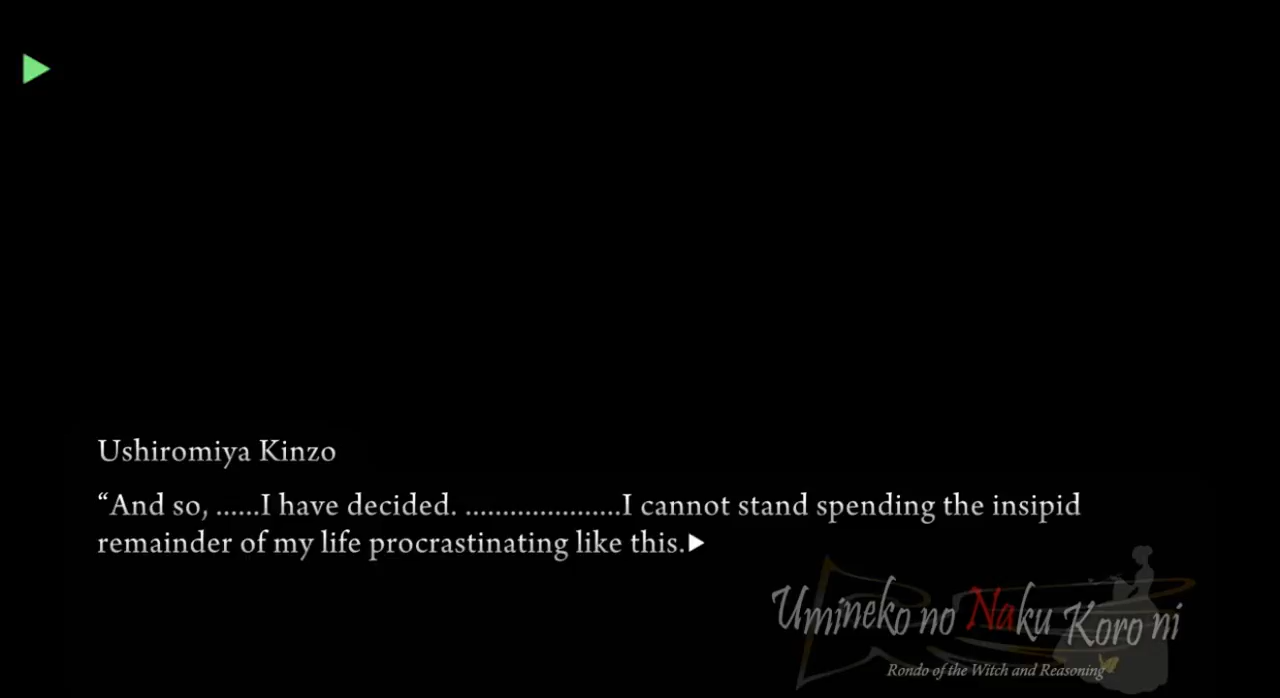 Ushiromiya Kinzo
“And so, ......I have decided. .....................I cannot stand spending the insipid
remainder of my life procrastinating like this.
Umineko no Naku Koro ni
Rondo of the Witch and Reasoning